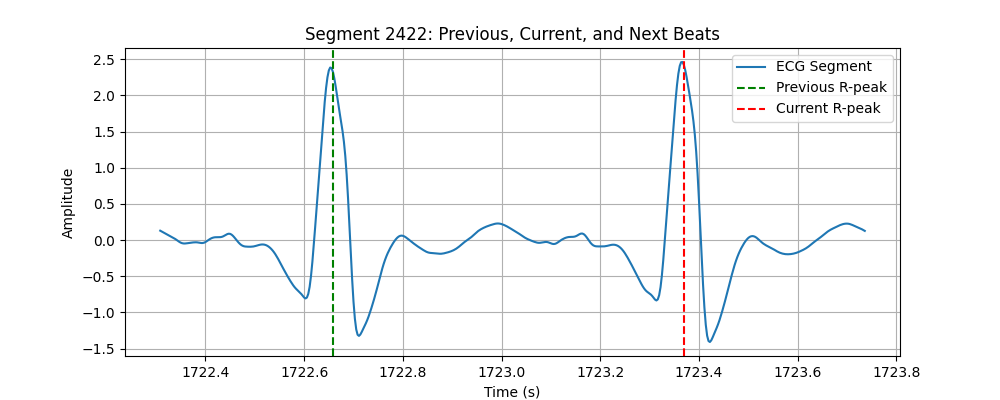 Segment 2422: Previous, Current, and Next Beats
2.5
2.0
1.5
1.0
0.5
0.0
−0.5
−1.0
−1.5
Amplitude
ECG Segment
Previous R-peak
Current R-peak
1722.4 1722.6 1722.8 1723.0 1723.2 1723.4 1723.6 1723.8
Time (s)